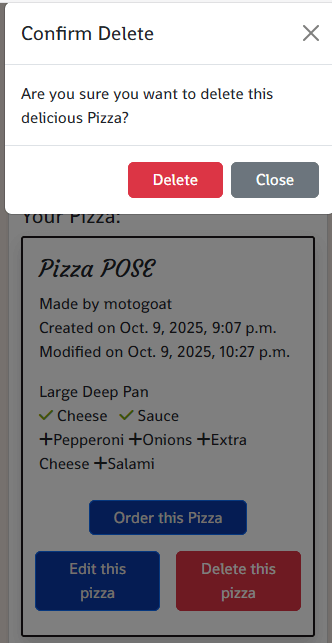 Confirm Delete
Are you sure you want to delete this
delicious Pizza?
Delete Close
Your Pizza:
Pizza POSE
Made by motogoat
Created on Oct. 9, 2025, 9:07 p.m.
Modified on Oct. 9, 2025, 10:27 p.m.
Large Deep Pan
✓ Cheese ✓ Sauce
+Pepperoni +Onions +Extra
Cheese +Salami
Order this Pizza
Edit this Delete this
pizza pizza